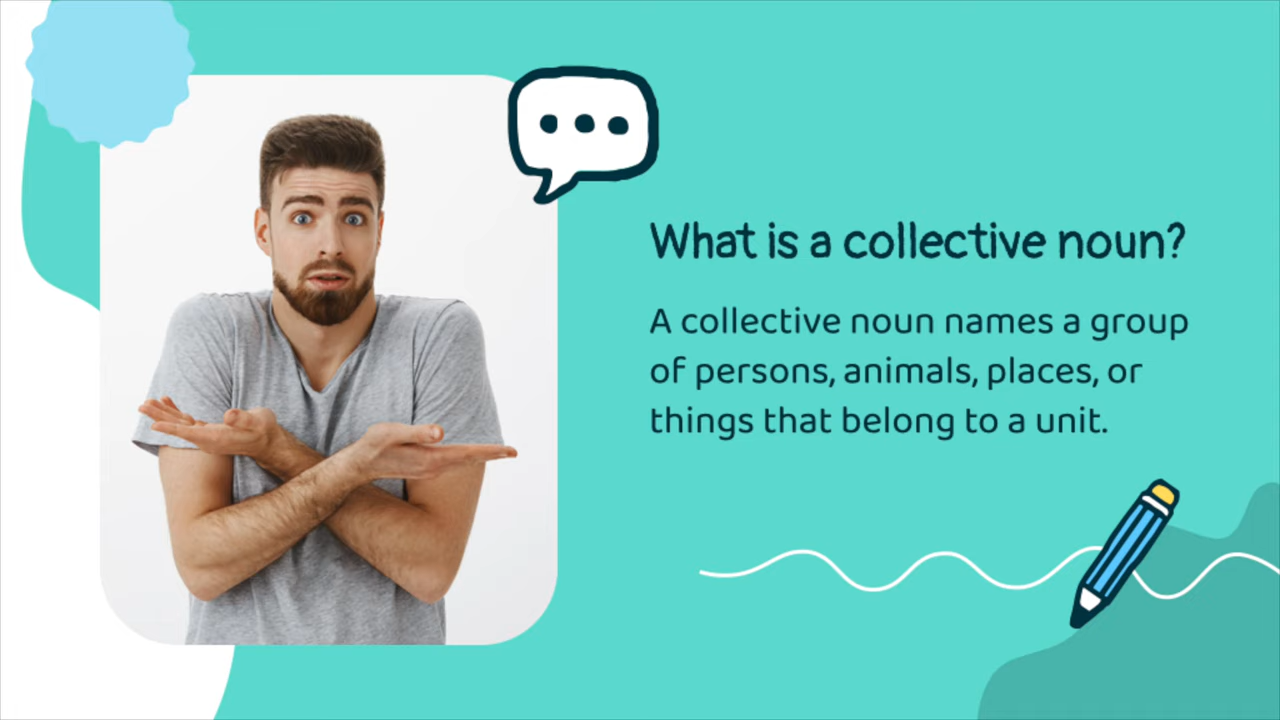 What is a collective noun?
A collective noun names a group
of persons, animals, places, or
things that belong to a unit.